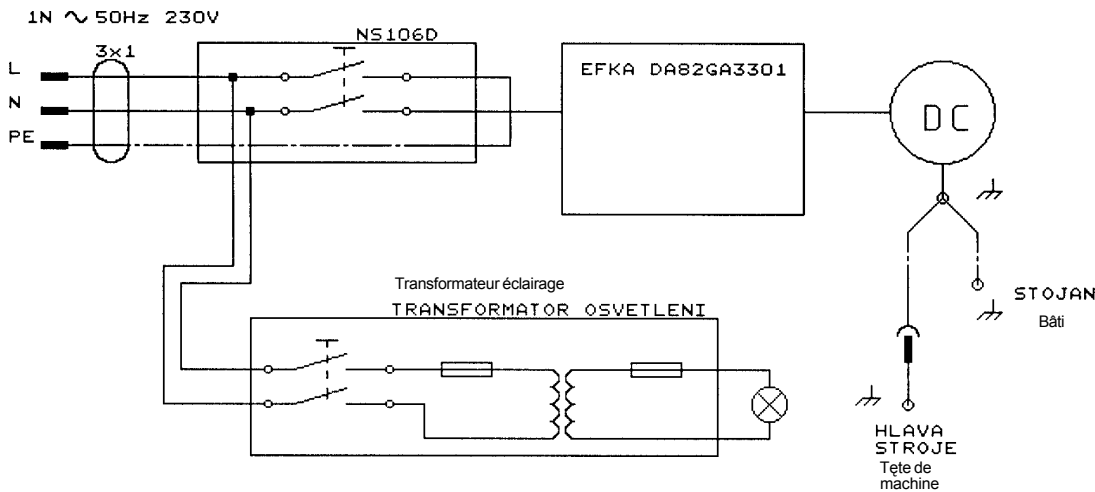 1N ∿ 50Hz 230V
3x1
L
N
PE
NS106D
EFKA DA82GA3301
DC
Transformateur éclairage
TRANSFORMATOR OSVETLENI
STOJAN
Bâti
HLAVA
STROJE
Tęte de
machine